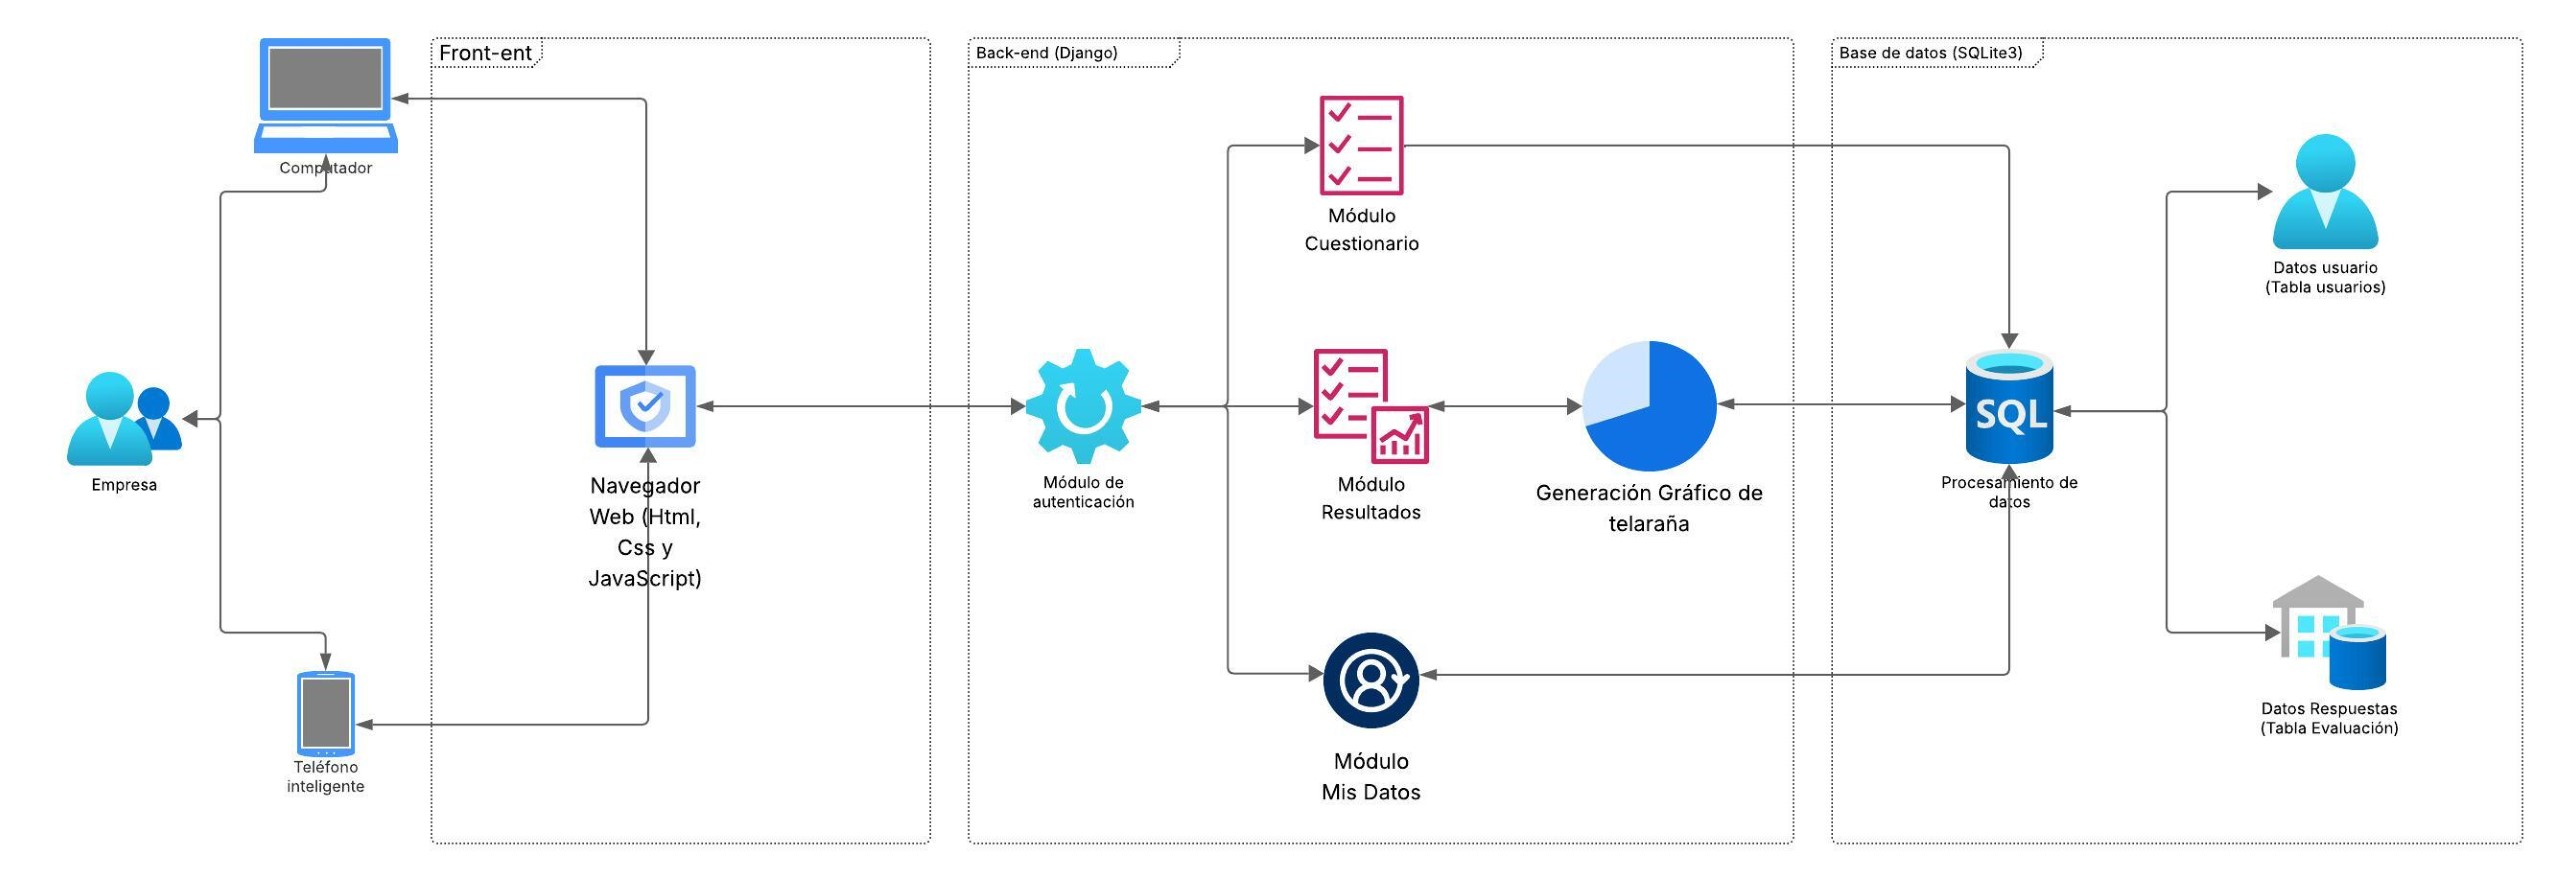 Front-ent
Back-end (Django)
Base de datos (SQLite3)
Computador
Empresa
Teléfono
inteligente
Navegador
Web (Html,
Css y
JavaScript)
Módulo de
autenticación
Módulo
Cuestionario
Módulo
Resultados
Generación Gráfico de
telaraña
Módulo
Mis Datos
SQL
Procesamiento de
datos
Datos usuario
(Tabla usuarios)
Datos Respuestas
(Tabla Evaluación)